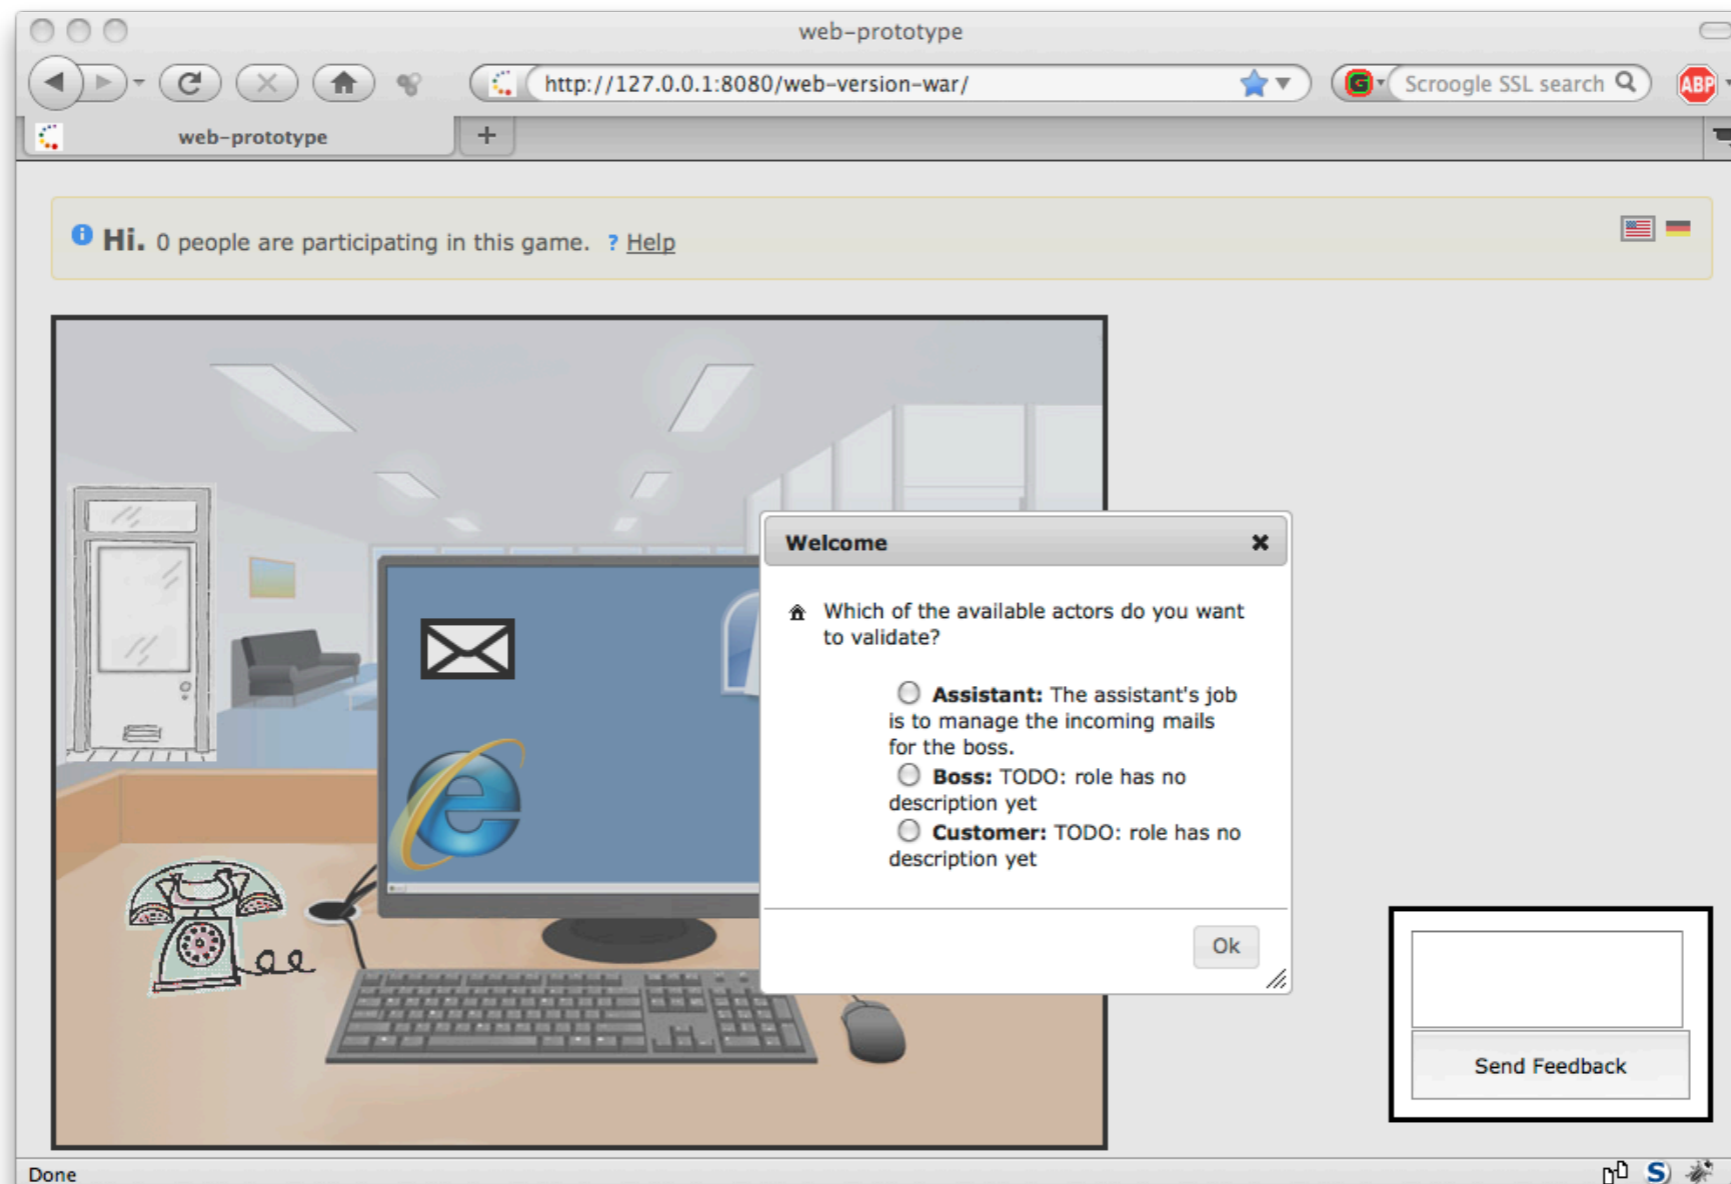 web-prototype
http://127.0.0.1:8080/web-version-war/
G
Scroogle SSL search
ABP
web-prototype
+
Hi. 0 people are participating in this game. ? Help
Welcome
Which of the available actors do you want
to validate?
Assistant: The assistant's job
is to manage the incoming mails
for the boss.
Boss: TODO: role has no
description yet
Customer: TODO: role has no
description yet
Ok
Send Feedback
Done
S